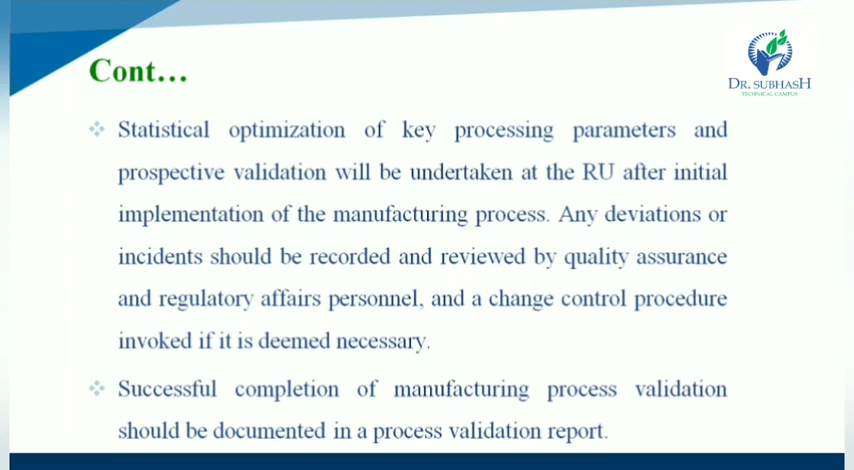 Cont...
DR. SUBHASH
TECHNICAL CAMPUS
Statistical optimization of key processing parameters and
prospective validation will be undertaken at the RU after initial
implementation of the manufacturing process. Any deviations or
incidents should be recorded and reviewed by quality assurance
and regulatory affairs personnel, and a change control procedure
invoked if it is deemed necessary.
Successful completion of manufacturing process validation
should be documented in a process validation report.